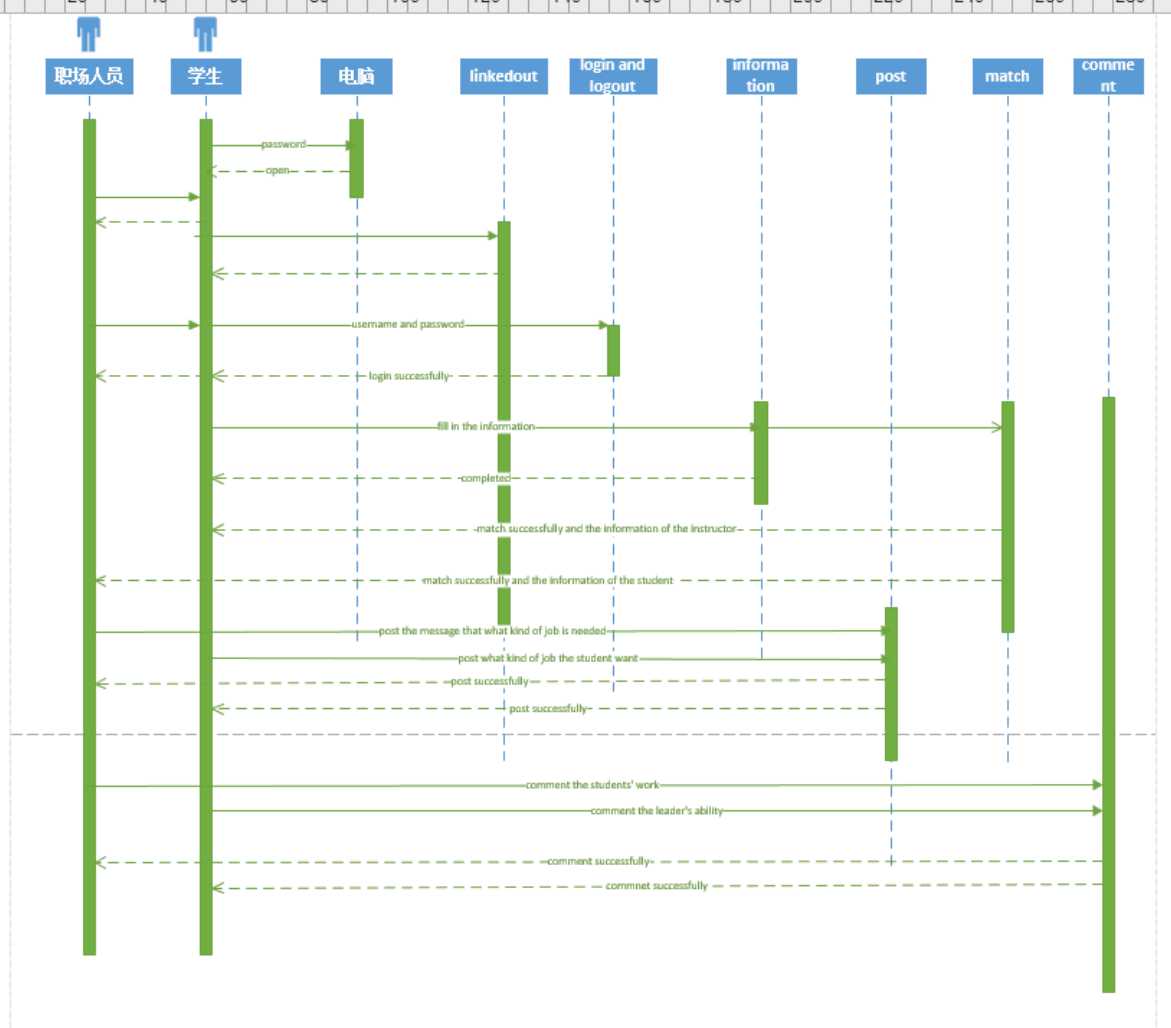 职场人员
学生
电脑
linkedout
login and
logout
informa
tion
post
match
comme
nt
password
open
username and password
login successfully
fill in the information
completed
match successfully and the information of the instructor
match successfully and the information of the student
post the message that what kind of job is needed
post what kind of job the student want
post successfully
post successfully
comment the students' work
comment the leader's ability
comment successfully
commnet successfully